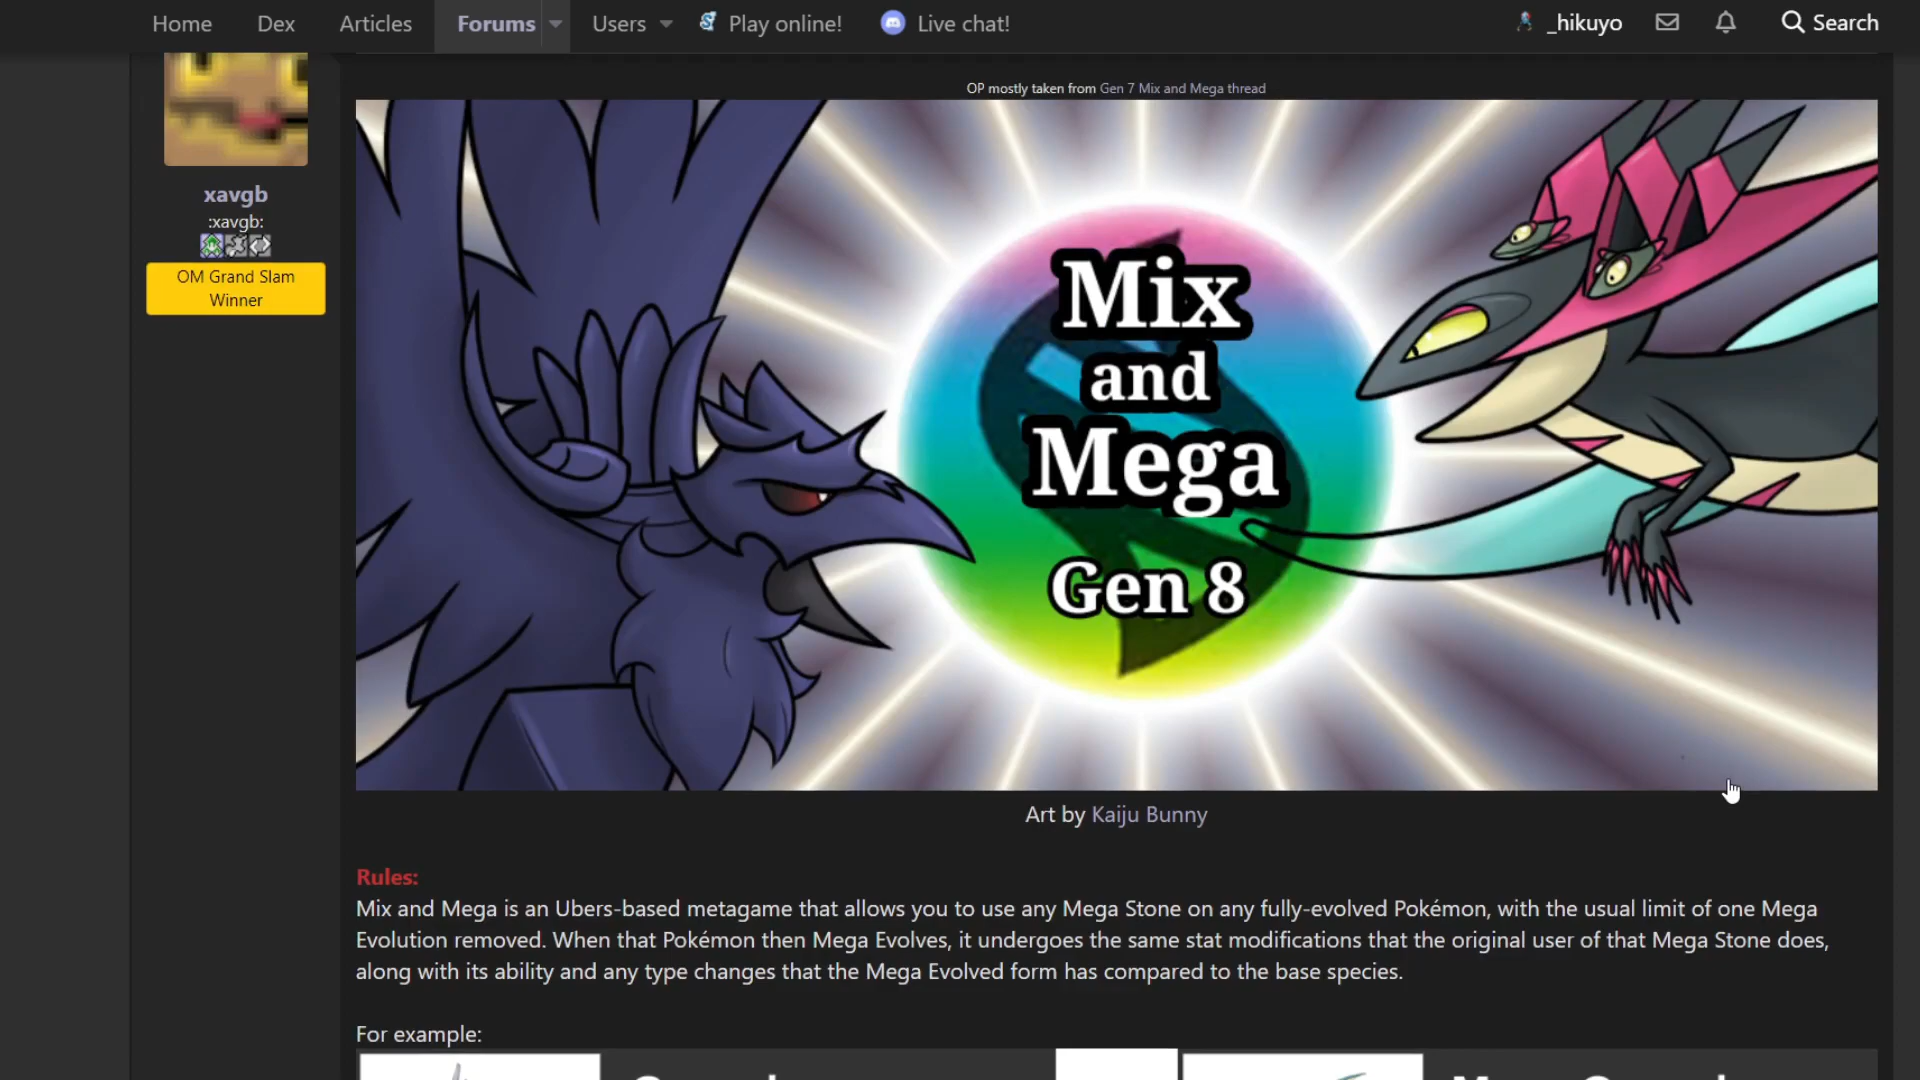 Home Dex Articles Forums Users Play online! Live chat! _hikuyo Search
OP mostly taken from Gen 7 Mix and Mega thread
xavgb
:xavgb:
OM Grand Slam
Winner
Mix
and
Mega
Gen 8
Art by Kaiju Bunny
Rules:
Mix and Mega is an Ubers-based metagame that allows you to use any Mega Stone on any fully-evolved Pokémon, with the usual limit of one Mega
Evolution removed. When that Pokémon then Mega Evolves, it undergoes the same stat modifications that the original user of that Mega Stone does,
along with its ability and any type changes that the Mega Evolved form has compared to the base species.
For example: